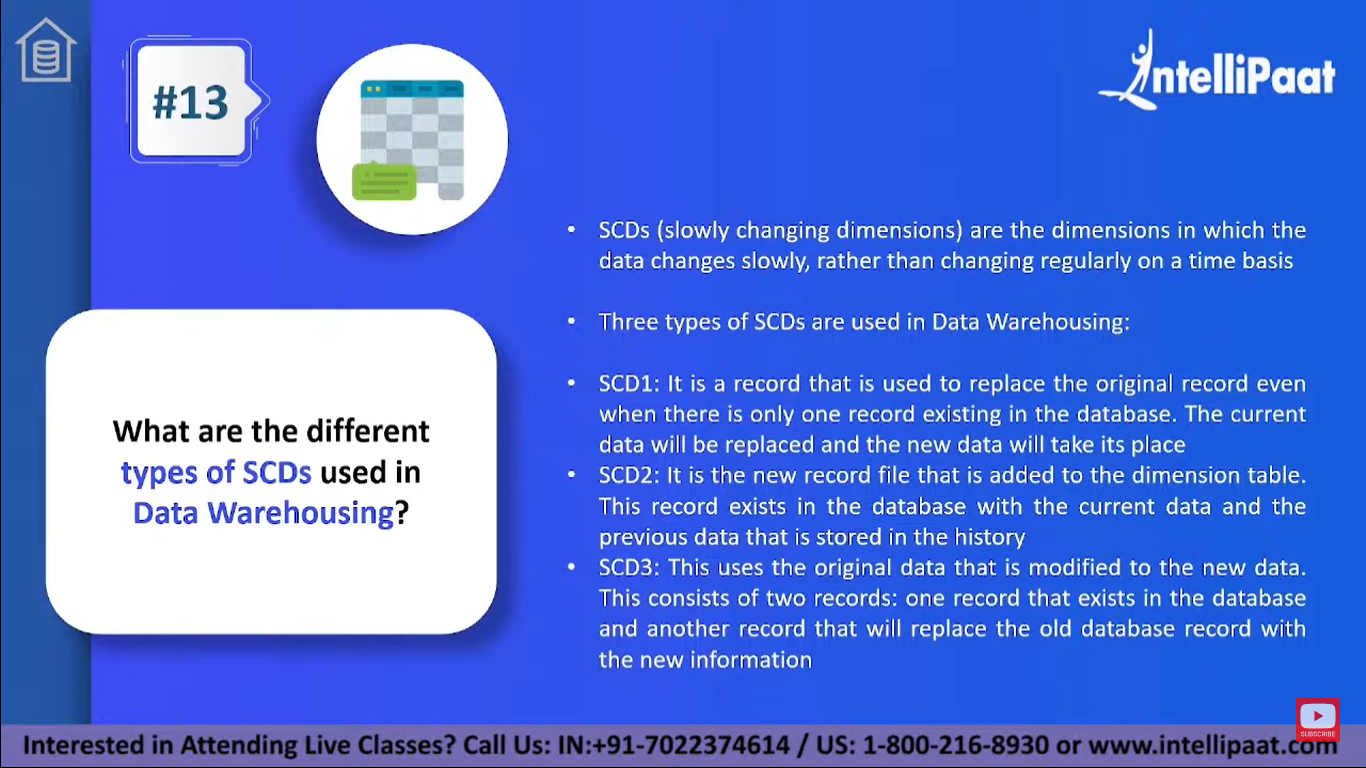 #13
IntelliPaat
What are the different
types of SCDs used in
Data Warehousing?
• SCDs (slowly changing dimensions) are the dimensions in which the
data changes slowly, rather than changing regularly on a time basis
• Three types of SCDs are used in Data Warehousing:
• SCD1: It is a record that is used to replace the original record even
when there is only one record existing in the database. The current
data will be replaced and the new data will take its place
• SCD2: It is the new record file that is added to the dimension table.
This record exists in the database with the current data and the
previous data that is stored in the history
• SCD3: This uses the original data that is modified to the new data.
This consists of two records: one record that exists in the database
and another record that will replace the old database record with
the new information
SUBSCRIBE
Interested in Attending Live Classes? Call Us: IN:+91-7022374614 / US: 1-800-216-8930 or www.intellipaat.com